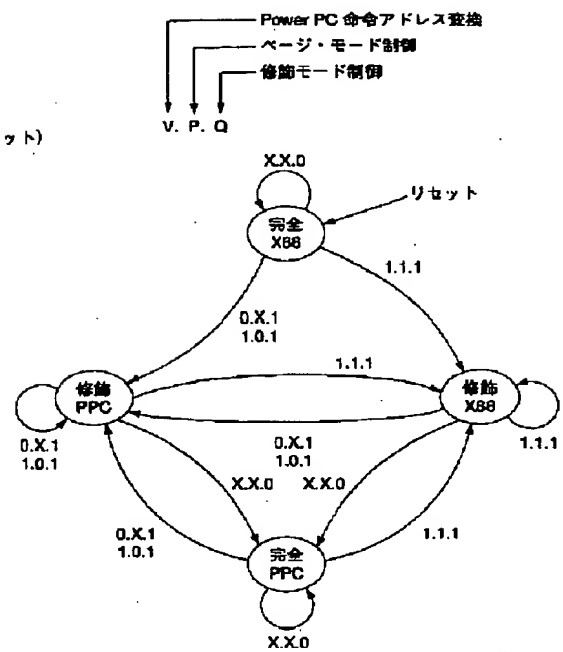 Power PC 命令アドレス変換
ページ・モード制御
修飾モード制御
V. P. Q
ット)
X.X.0
リセット
完全
X86
1.1.1
0.X.1
1.0.1
1.1.1
修飾
PPC
修飾
X86
0.X.1
1.0.1
0.X.1
1.0.1
1.1.1
X.X.0
X.X.0
0.X.1
1.0.1
1.1.1
完全
PPC
X.X.0